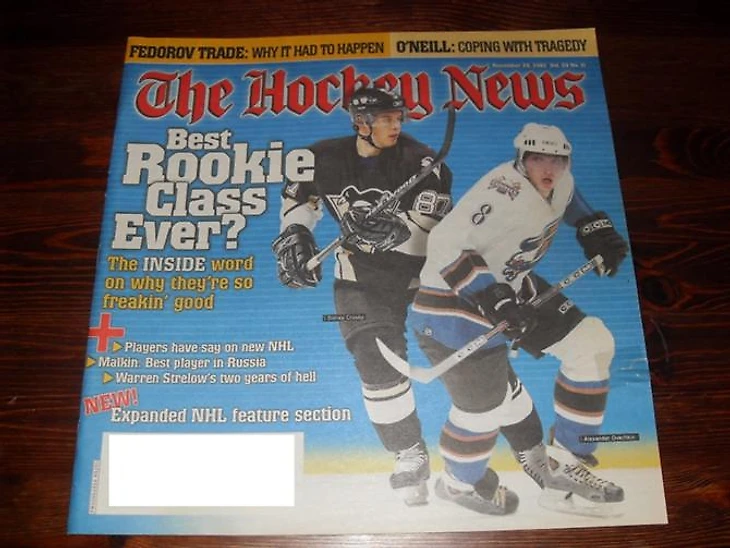 FEDOROV TRADE: WHY IT HAD TO HAPPEN
O'NEILL: COPING WITH TRAGEDY
The Hockey News
Best
Rookie
Class
Ever?
The INSIDE word
on why they're so
freakin' good
+
Players have say on new NHL
Malkin: Best player in Russia
Warren Strelow's two years of hell
NEW!
Expanded NHL feature section
87
8
CCM
Sidney Crosby
Alexander Ovechkin